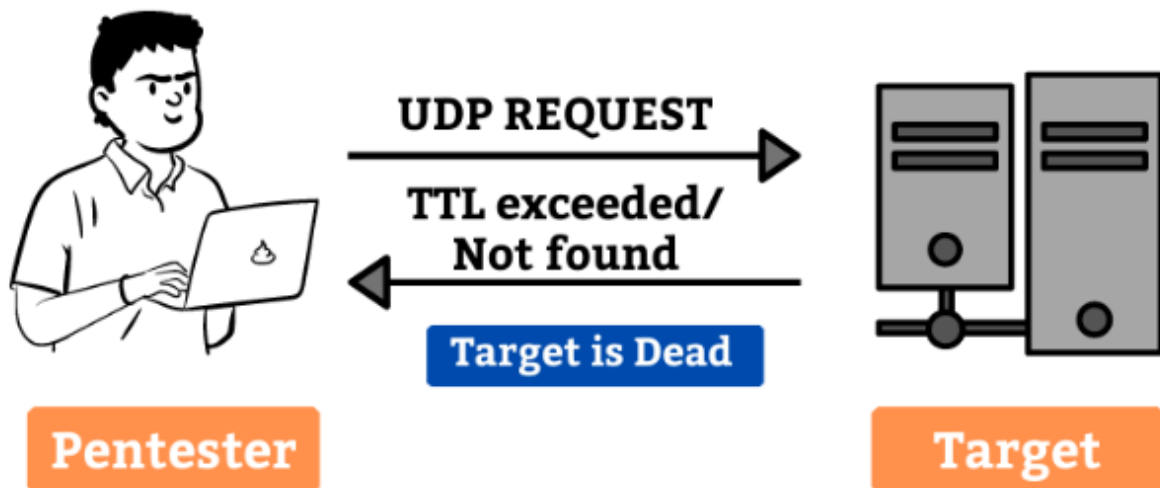 UDP REQUEST
TTL exceeded/
Not found
Target is Dead
Pentester
Target